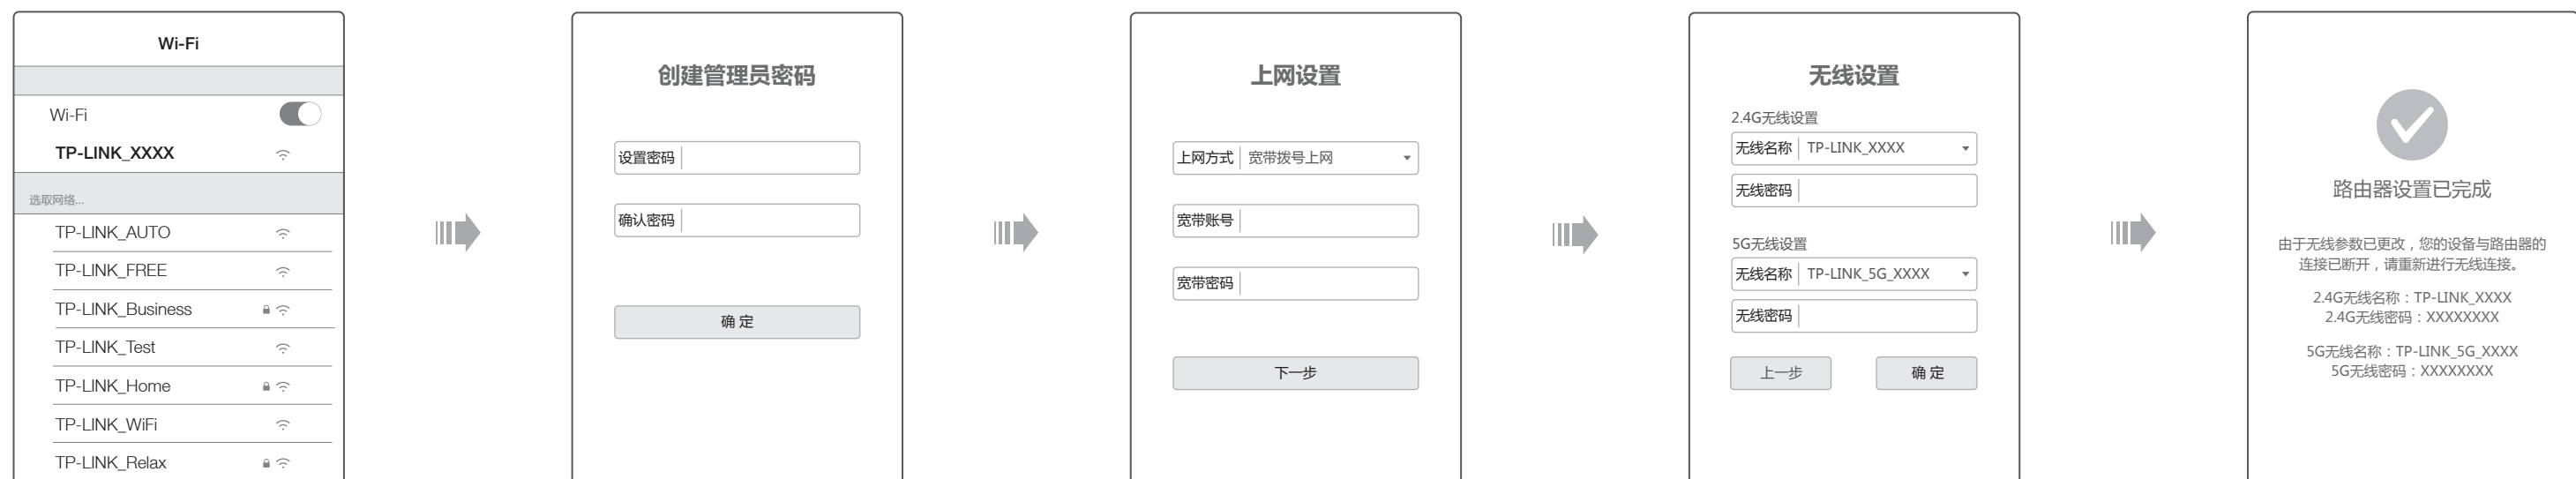 Wi-Fi
Wi-Fi
TP-LINK_XXXX
选取网络...
TP-LINK_AUTO
TP-LINK_FREE
TP-LINK_Business
TP-LINK_Test
TP-LINK_Home
TP-LINK_WiFi
TP-LINK_Relax
创建管理员密码
设置密码
确认密码
确 定
上网设置
上网方式 宽带拨号上网
宽带账号
宽带密码
下一步
无线设置
2.4G无线设置
无线名称 TP-LINK_XXXX
无线密码
5G无线设置
无线名称 TP-LINK_5G_XXXX
无线密码
上一步 确 定
路由器设置已完成
由于无线参数已更改，您的设备与路由器的
连接已断开，请重新进行无线连接。
2.4G无线名称：TP-LINK_XXXX
2.4G无线密码：XXXXXXXX
5G无线名称：TP-LINK_5G_XXXX
5G无线密码：XXXXXXXX